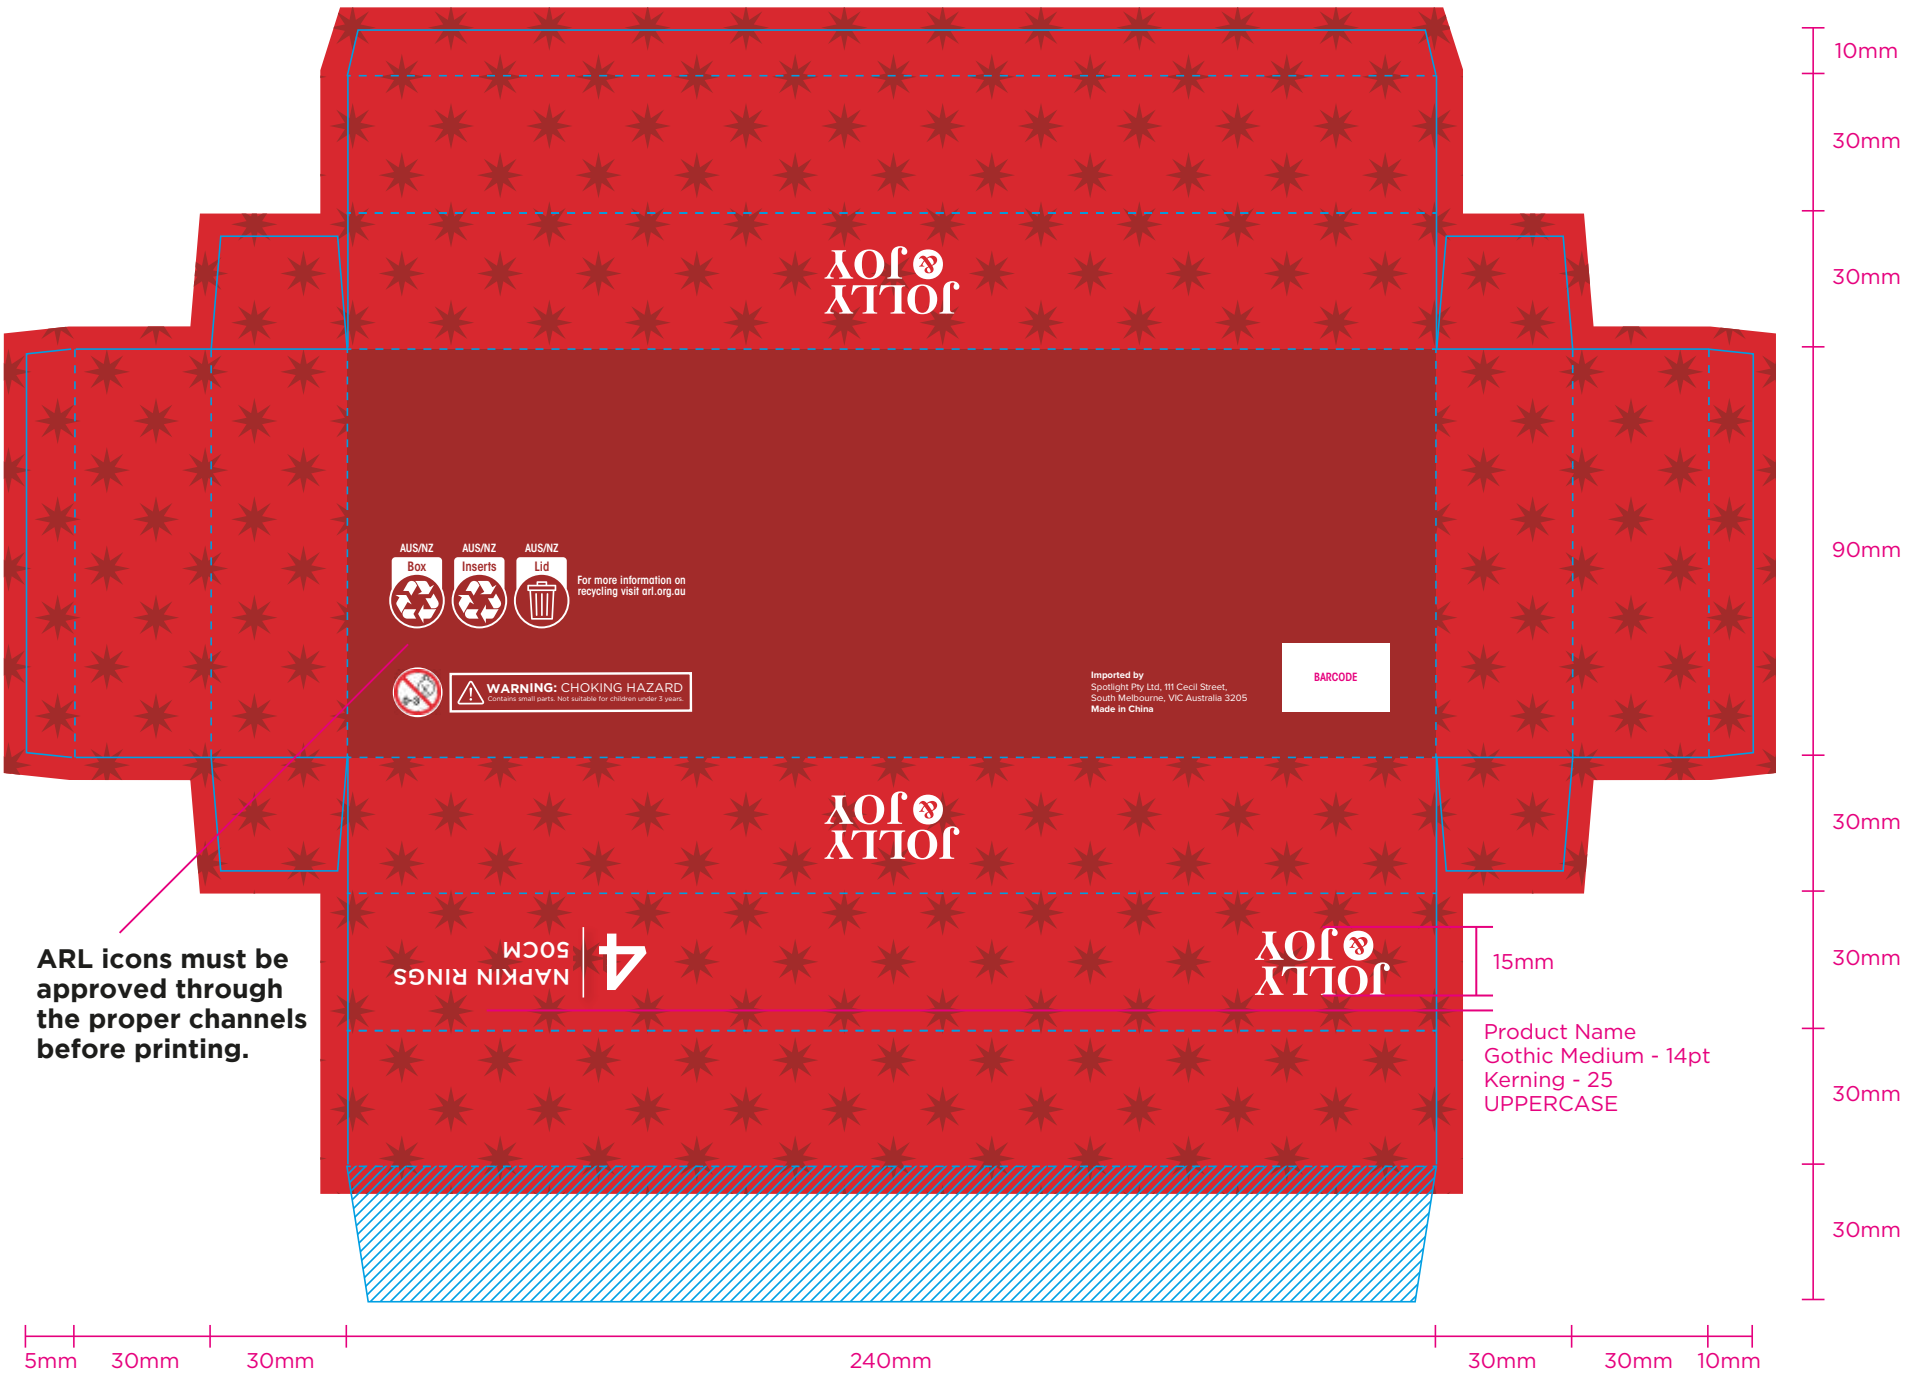 10mm
30mm
30mm
JOLLY
& JOY
90mm
AUS/NZ
AUS/NZ
AUS/NZ
Box
Inserts
Lid
For more information on
recycling visit arl.org.au
WARNING: CHOKING HAZARD
Contains small parts. Not suitable for children under 3 years.
Imported by
Spotlight Pty Ltd, 111 Cecil Street,
South Melbourne, VIC Australia 3205
Made in China
BARCODE
JOLLY
& JOY
30mm
ARL icons must be
approved through
the proper channels
before printing.
4
NAPKIN RINGS
50CM
JOLLY
& JOY
15mm
30mm
Product Name
Gothic Medium - 14pt
Kerning - 25
UPPERCASE
30mm
30mm
5mm
30mm
30mm
240mm
30mm
30mm
10mm